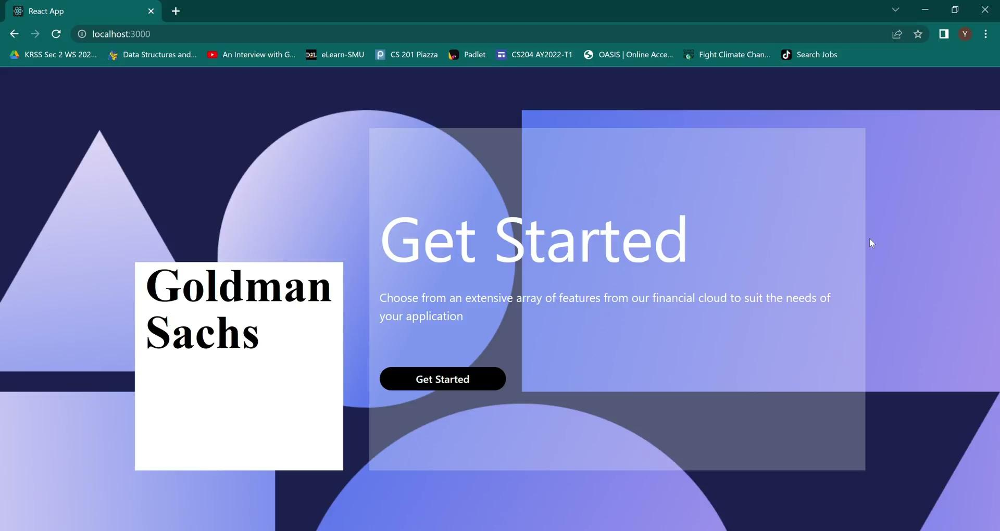 React App
localhost:3000
Y
KRSS Sec 2 WS 202...
Data Structures and...
An Interview with G...
D2L
eLearn-SMU
CS 201 Piazza
Padlet
CS204 AY2022-T1
OASIS | Online Acce...
Fight Climate Chan...
Search Jobs
Get Started
Goldman
Sachs
Choose from an extensive array of features from our financial cloud to suit the needs of
your application
Get Started